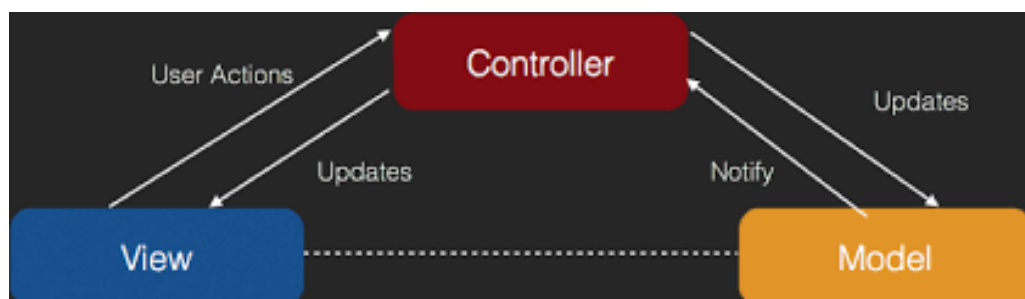 Controller
User Actions
Updates
Updates
Notify
View
Model